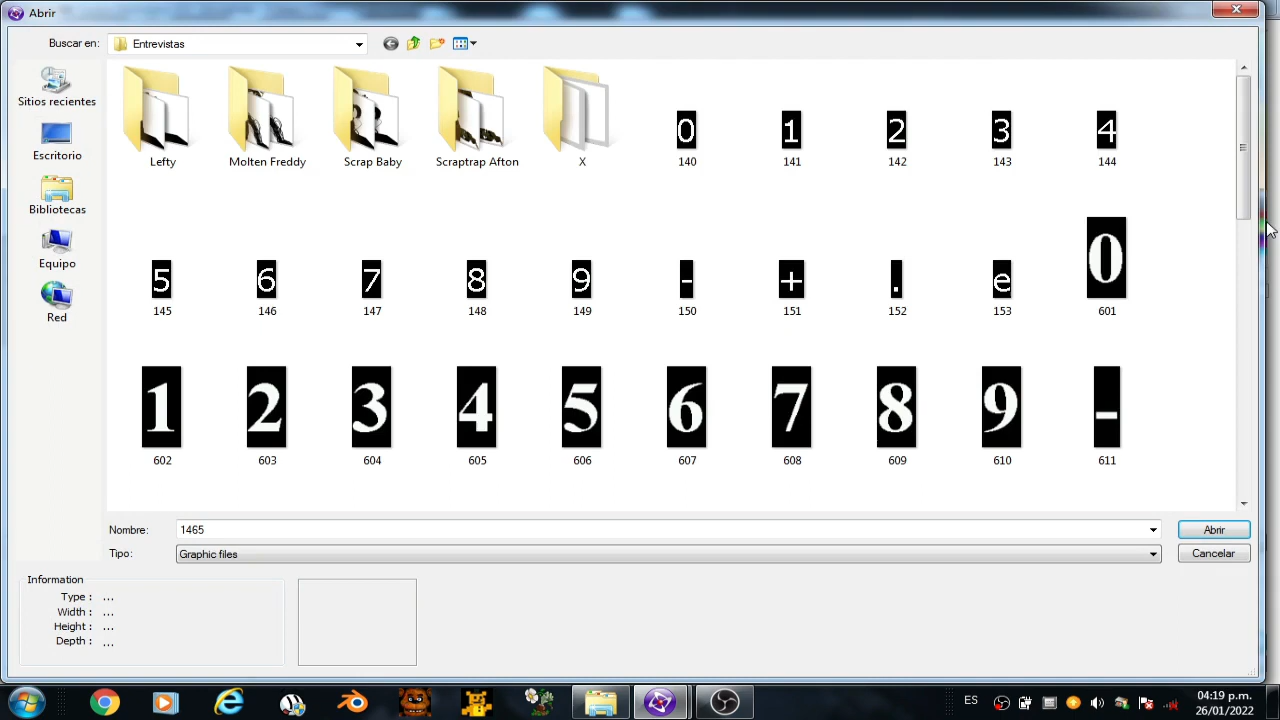 Abrir
Buscar en: Entrevistas
Sitios recientes
Escritorio
Bibliotecas
Equipo
Red
Lefty Molten Freddy Scrap Baby Scraptrap Afton X 140 141 142 143 144
0 1 2 3 4
5 6 7 8 9 - + . e 0
145 146 147 148 149 150 151 152 153 601
1 2 3 4 5 6 7 8 9 -
602 603 604 605 606 607 608 609 610 611
Nombre: 1465 Abrir
Tipo: Graphic files Cancelar
Information
Type : ...
Width : ...
Height : ...
Depth : ...
ES
04:19 p.m.
26/01/2022